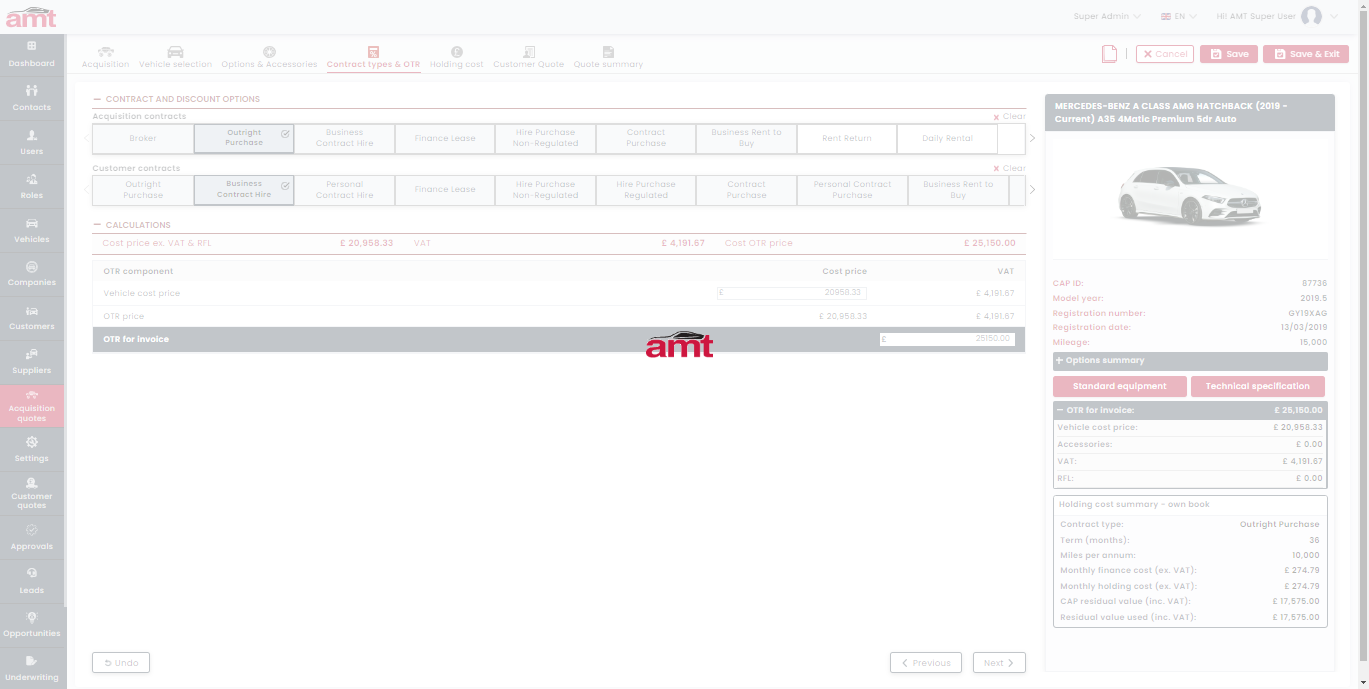 amt
Super Admin
EN
Hi! AMT Super User
Dashboard
Contacts
Users
Roles
Vehicles
Companies
Customers
Suppliers
Acquisition
quotes
Settings
Customer
quotes
Approvals
Leads
Opportunities
Underwriting
Acquisition
Vehicle selection
Options & Accessories
Contract types & OTR
Holding cost
Customer Quote
Quote summary
Cancel
Save
Save & Exit
CONTRACT AND DISCOUNT OPTIONS
Acquisition contracts
Clear
Broker
Outright
Purchase
Business
Contract Hire
Finance Lease
Hire Purchase
Non-Regulated
Contract
Purchase
Business Rent to
Buy
Rent Return
Daily Rental
Customer contracts
Clear
Outright
Purchase
Business
Contract Hire
Personal
Contract Hire
Finance Lease
Hire Purchase
Non-Regulated
Hire Purchase
Regulated
Contract
Purchase
Personal Contract
Purchase
Business Rent to
Buy
CALCULATIONS
Cost price ex. VAT & RFL £ 20,958.33 VAT £ 4,191.67 Cost OTR price £ 25,150.00
OTR component Cost price VAT
Vehicle cost price £ 20958.33 £ 4,191.67
OTR price £ 20,958.33 £ 4,191.67
OTR for invoice £ 25150.00
amt
Undo
Previous
Next
MERCEDES-BENZ A CLASS AMG HATCHBACK (2019 -
Current) A35 4Matic Premium 5dr Auto
CAP ID: 87736
Model year: 2019.5
Registration number: GY19XAG
Registration date: 13/03/2019
Mileage: 15,000
+ Options summary
Standard equipment
Technical specification
− OTR for invoice: £ 25,150.00
Vehicle cost price: £ 20,958.33
Accessories: £ 0.00
VAT: £ 4,191.67
RFL: £ 0.00
Holding cost summary - own book
Contract type: Outright Purchase
Term (months): 36
Miles per annum: 10,000
Monthly finance cost (ex. VAT): £ 274.79
Monthly holding cost (ex. VAT): £ 274.79
CAP residual value (inc. VAT): £ 17,575.00
Residual value used (inc. VAT): £ 17,575.00